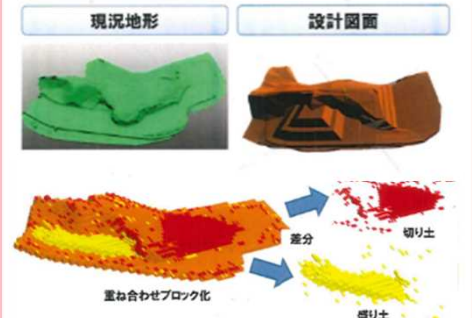 現況地形
設計図面
差分
切り土
重ね合わせブロック化
盛り土